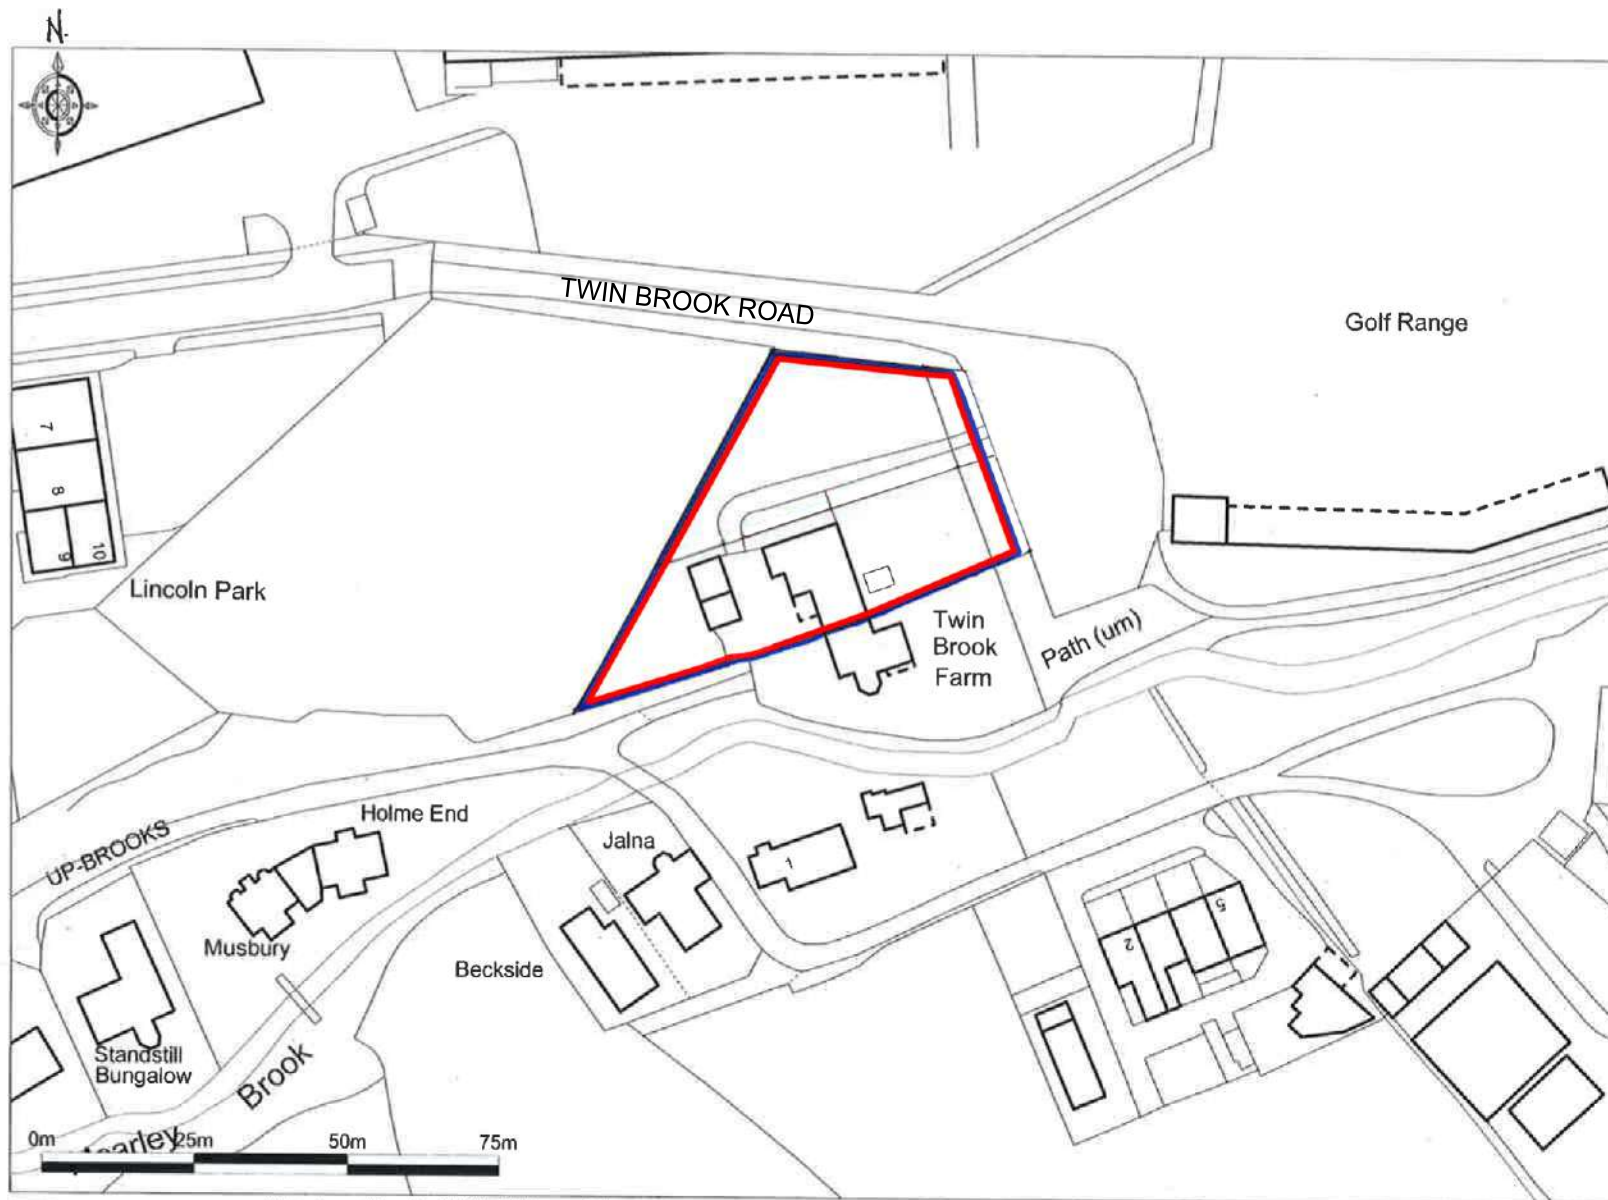 N.
TWIN BROOK ROAD
Golf Range
7
8
9
10
Lincoln Park
Twin
Brook
Farm
Path (um)
UP-BROOKS
Holme End
Jalna
1
Musbury
Beckside
2
5
Standstill
Bungalow
Brook
0m 25m 50m 75m